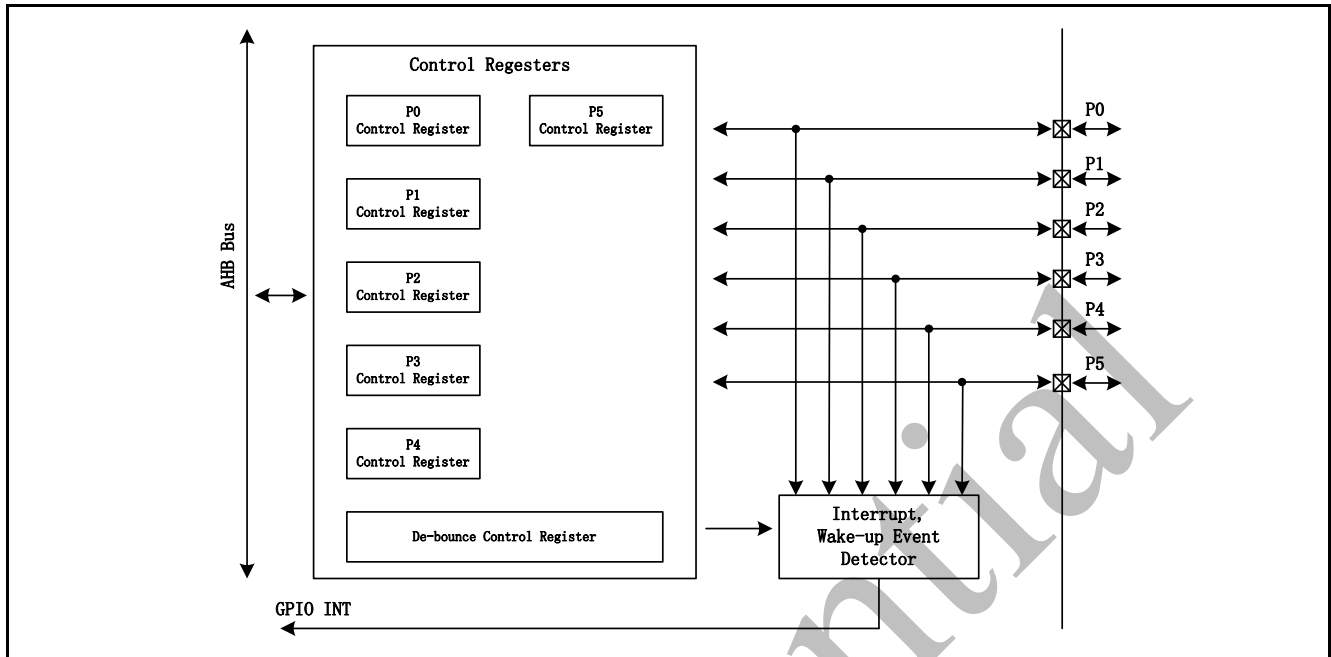 Control Regesters
P0
Control Register
P5
Control Register
P1
Control Register
P2
Control Register
P3
Control Register
P4
Control Register
De-bounce Control Register
AHB Bus
GPIO INT
Interrupt,
Wake-up Event
Detector
P0
P1
P2
P3
P4
P5
ntial